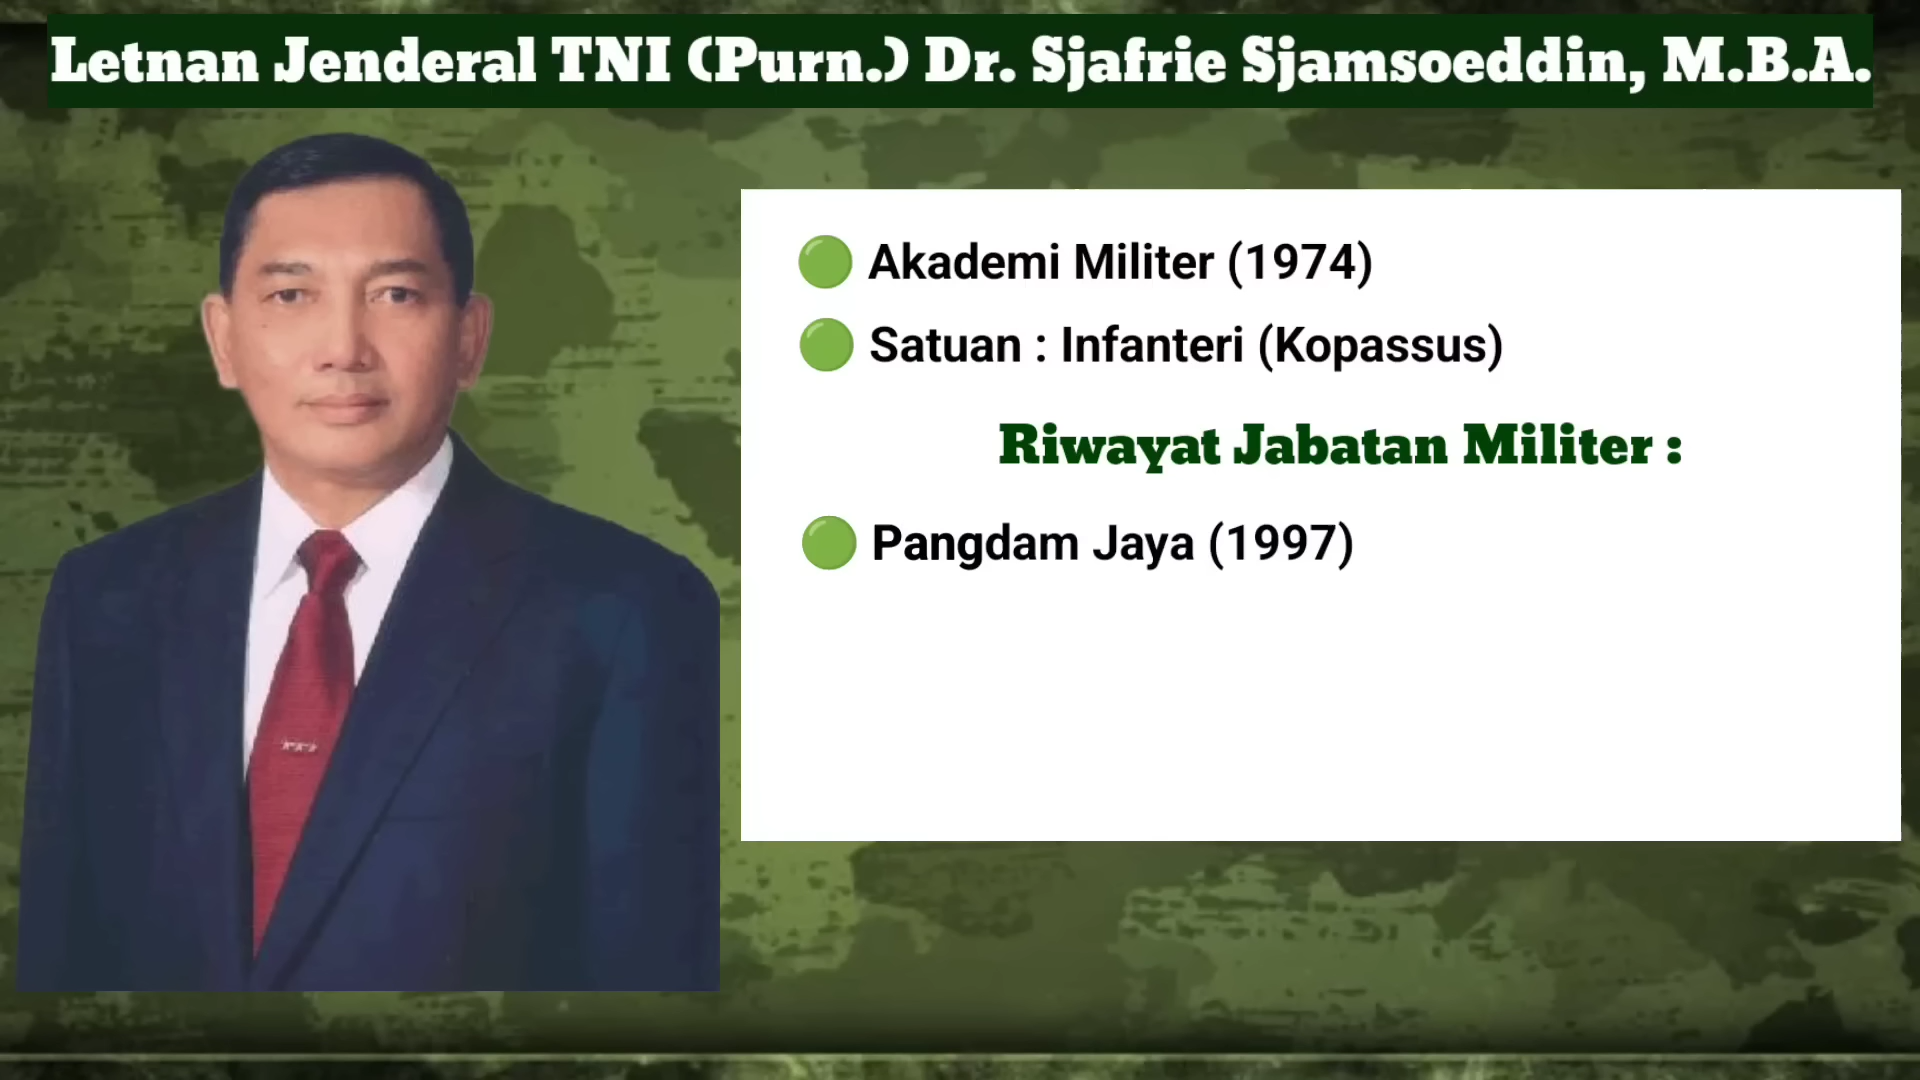 Letnan Jenderal TNI (Purn.) Dr. Sjafrie Sjamsoeddin, M.B.A.
Akademi Militer (1974)
Satuan : Infanteri (Kopassus)
Riwayat Jabatan Militer :
Pangdam Jaya (1997)